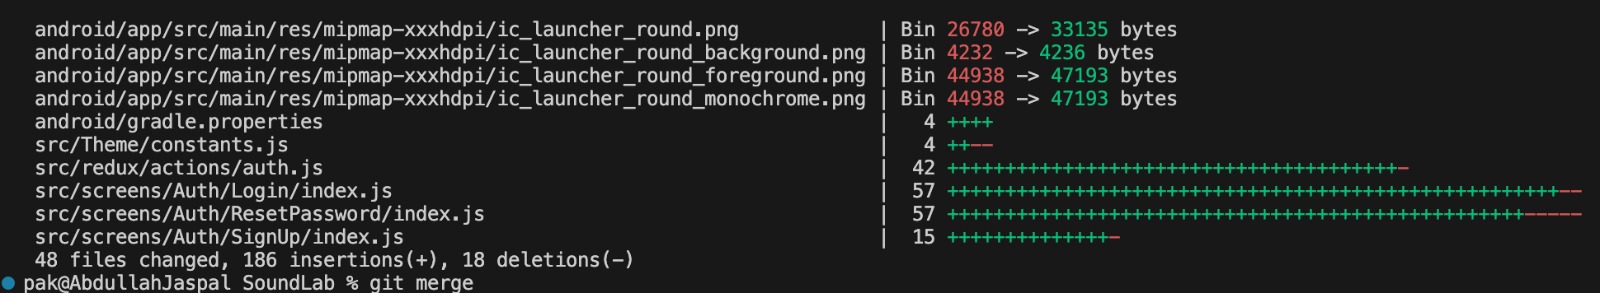 android/app/src/main/res/mipmap-xxxhdpi/ic_launcher_round.png | Bin 26780 -> 33135 bytes
android/app/src/main/res/mipmap-xxxhdpi/ic_launcher_round_background.png | Bin 4232 -> 4236 bytes
android/app/src/main/res/mipmap-xxxhdpi/ic_launcher_round_foreground.png | Bin 44938 -> 47193 bytes
android/app/src/main/res/mipmap-xxxhdpi/ic_launcher_round_monochrome.png | Bin 44938 -> 47193 bytes
android/gradle.properties | 4 ++++
src/Theme/constants.js | 4 ++--
src/redux/actions/auth.js | 42 +++++++++++++++++++++++++++++++++++++++-
src/screens/Auth/Login/index.js | 57 +++++++++++++++++++++++++++++++++++++++++++++++++++++--
src/screens/Auth/ResetPassword/index.js | 57 ++++++++++++++++++++++++++++++++++++++++++++++++++-----
src/screens/Auth/SignUp/index.js | 15 ++++++++++++++-
48 files changed, 186 insertions(+), 18 deletions(-)
pak@AbdullahJaspal SoundLab % git merge